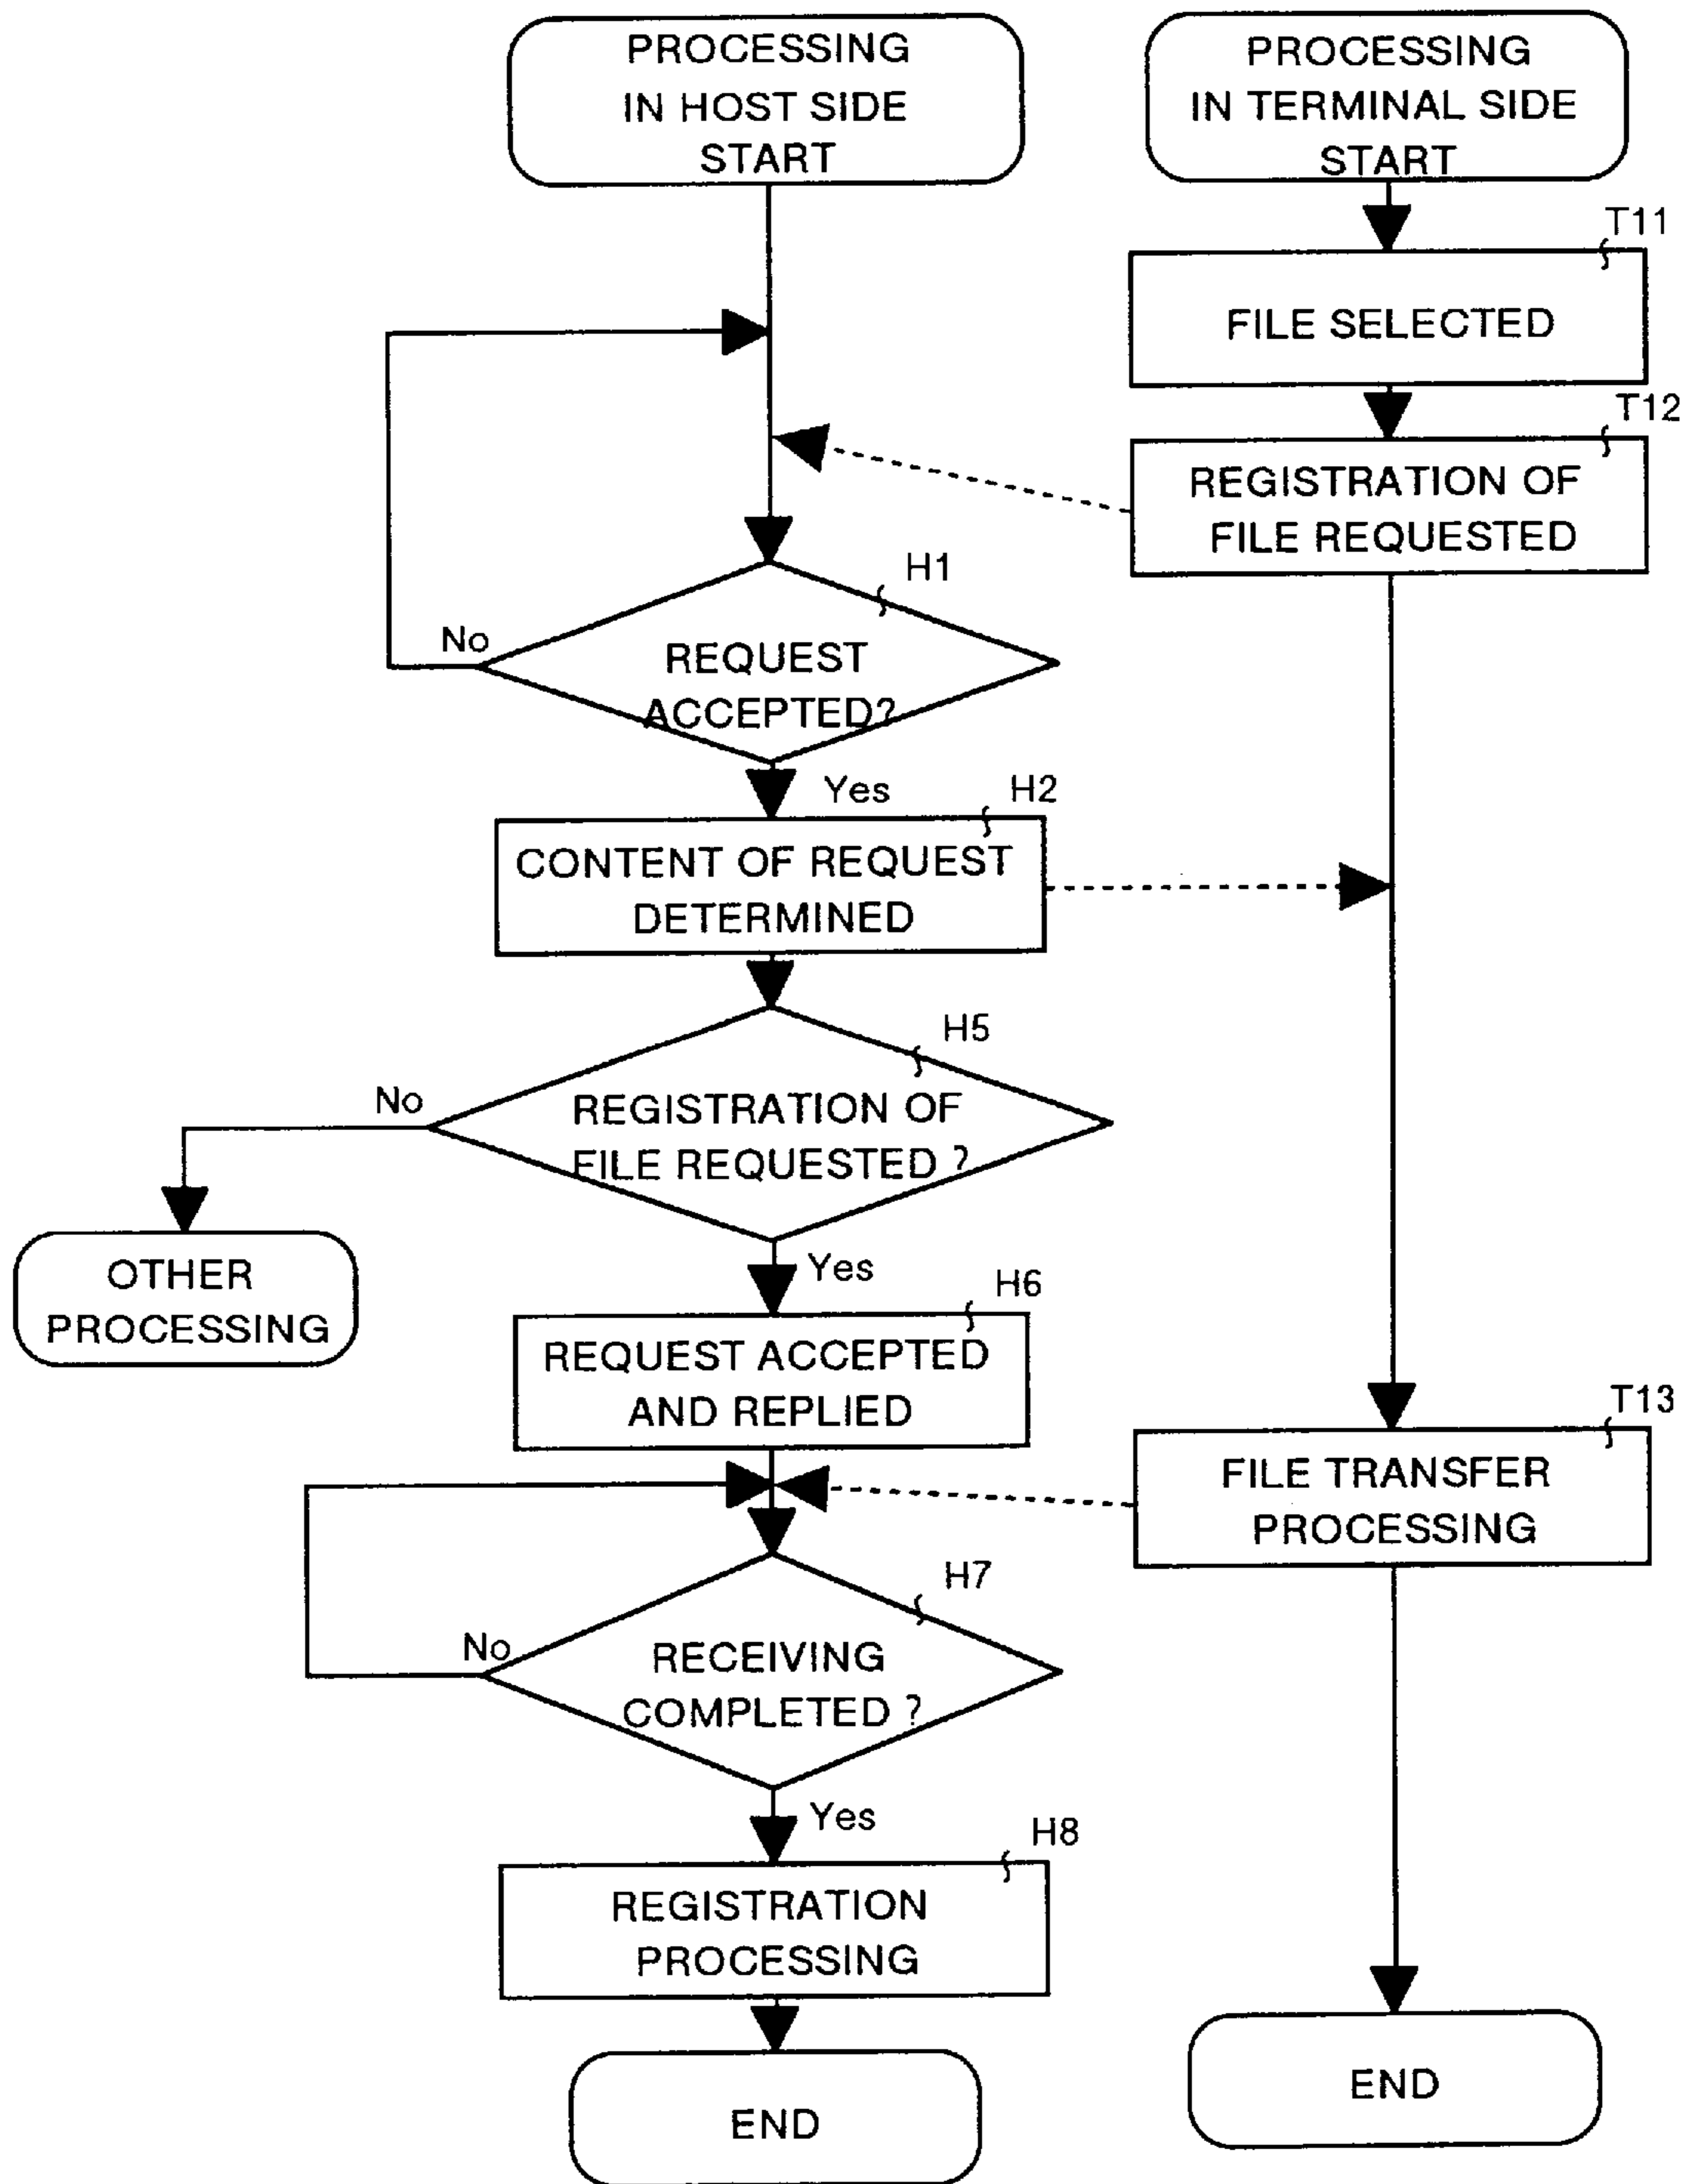 PROCESSING
IN HOST SIDE
START
PROCESSING
IN TERMINAL SIDE
START
T11
FILE SELECTED
T12
REGISTRATION OF
FILE REQUESTED
H1
No
REQUEST
ACCEPTED?
Yes
H2
CONTENT OF REQUEST
DETERMINED
H5
No
REGISTRATION OF
FILE REQUESTED ?
OTHER
PROCESSING
Yes
H6
REQUEST ACCEPTED
AND REPLIED
T13
FILE TRANSFER
PROCESSING
H7
No
RECEIVING
COMPLETED ?
Yes
H8
REGISTRATION
PROCESSING
END
END